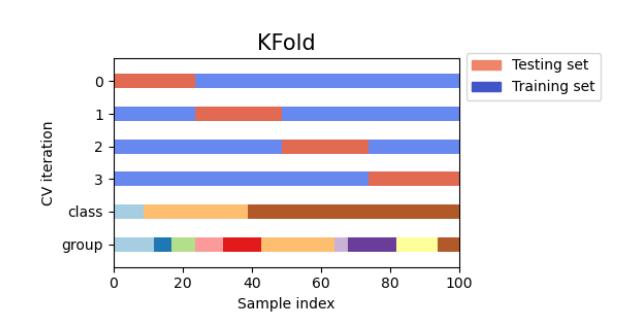 KFold
Testing set
Training set
CV iteration
0
1
2
3
class
group
0 20 40 60 80 100
Sample index